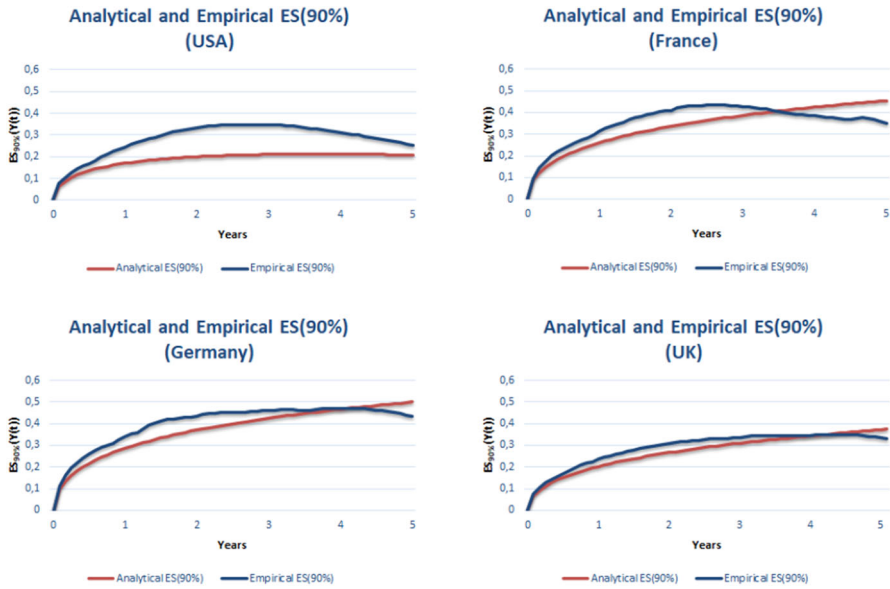 Analytical and Empirical ES(90%)
(USA)
0,6
0,5
0,4
0,3
0,2
0,1
0
ES90%(Y(t))
0 1 2 3 4 5
Years
Analytical ES(90%) Empirical ES(90%)
Analytical and Empirical ES(90%)
(France)
0,6
0,5
0,4
0,3
0,2
0,1
0
ES90%(Y(t))
0 1 2 3 4 5
Years
Analytical ES(90%) Empirical ES(90%)
Analytical and Empirical ES(90%)
(Germany)
0,6
0,5
0,4
0,3
0,2
0,1
0
ES90%(Y(t))
0 1 2 3 4 5
Years
Analytical ES(90%) Empirical ES(90%)
Analytical and Empirical ES(90%)
(UK)
0,6
0,5
0,4
0,3
0,2
0,1
0
ES90%(Y(t))
0 1 2 3 4 5
Years
Analytical ES(90%) Empirical ES(90%)